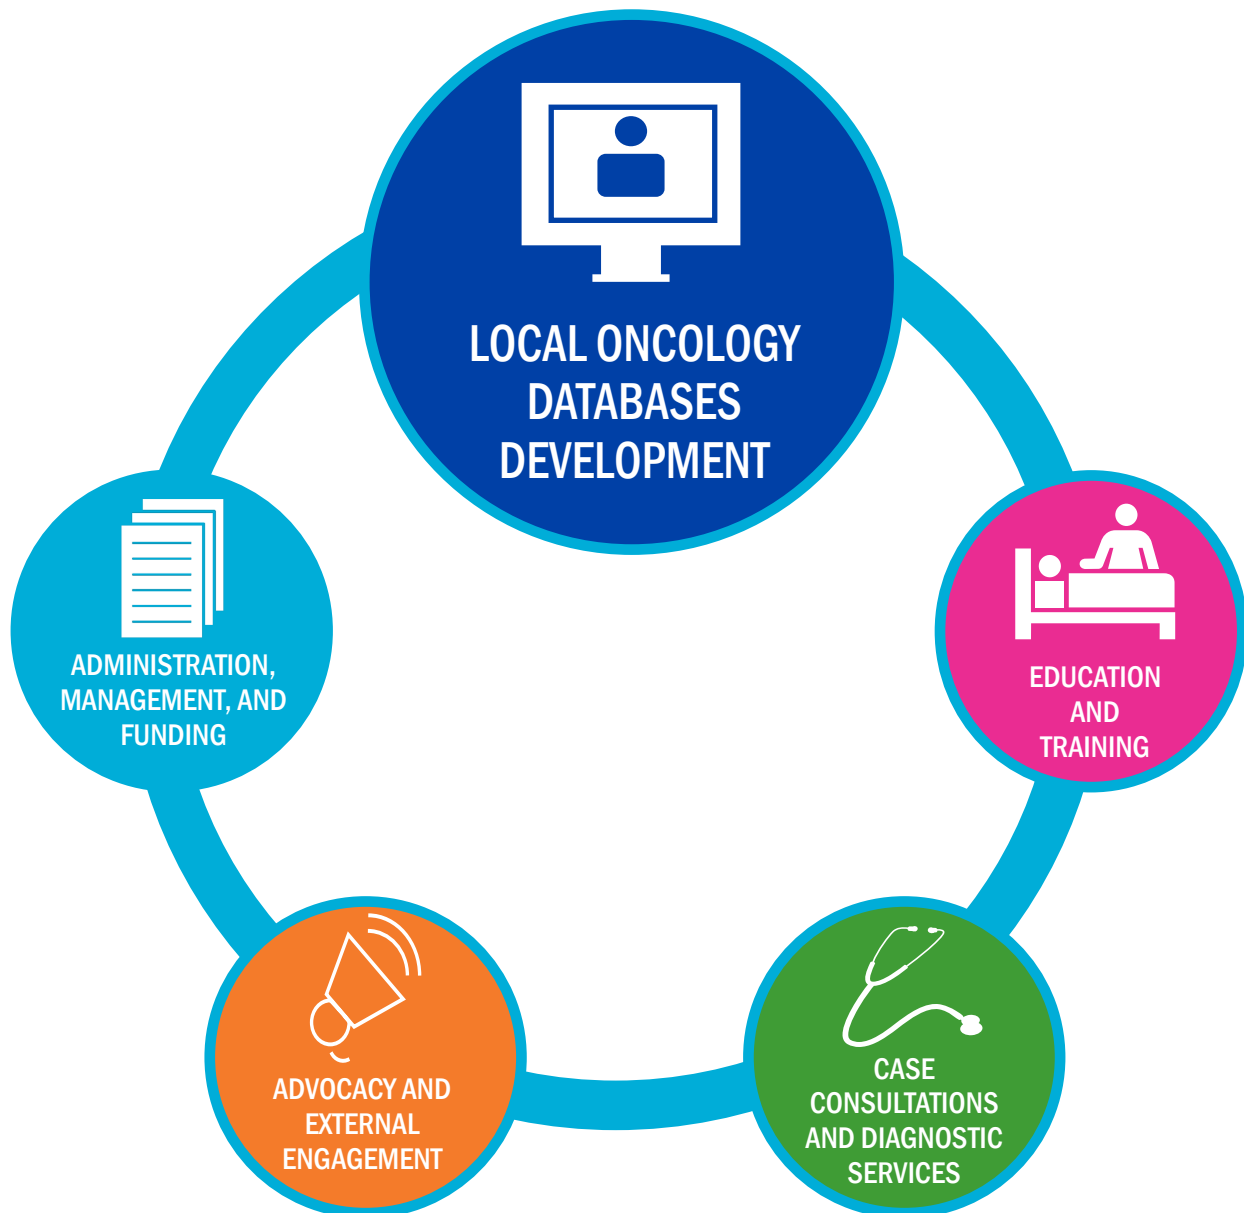 LOCAL ONCOLOGY
DATABASES
DEVELOPMENT
ADMINISTRATION,
MANAGEMENT, AND
FUNDING
EDUCATION
AND
TRAINING
ADVOCACY AND
EXTERNAL
ENGAGEMENT
CASE
CONSULTATIONS
AND DIAGNOSTIC
SERVICES